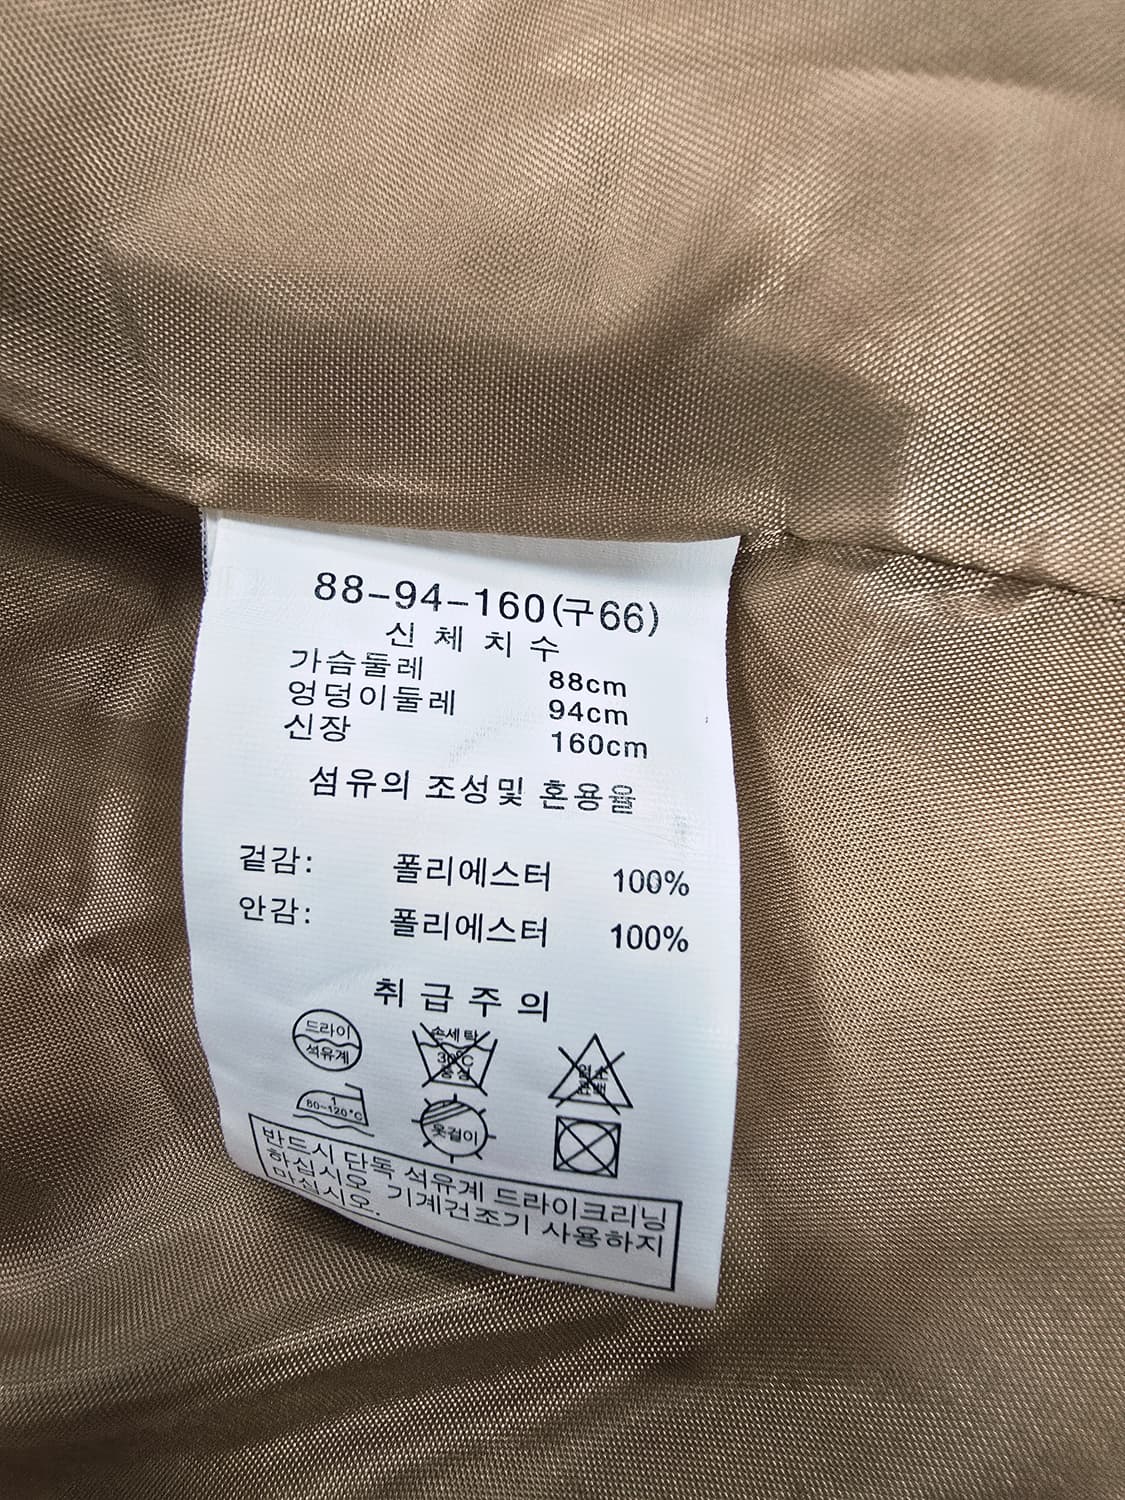 88-94-160(구66)
신 체 치 수
가슴둘레 88cm
엉덩이둘레 94cm
신장 160cm
섬유의 조성및 혼용율
겉감: 폴리에스터 100%
안감: 폴리에스터 100%
취 급 주 의
드라이
석유계
손세탁
30°C
중성
염소
표백
1
80-120°C
옷걸이
반드시 단독 석유계 드라이크리닝
하십시오. 기계건조기 사용하지
마십시오.